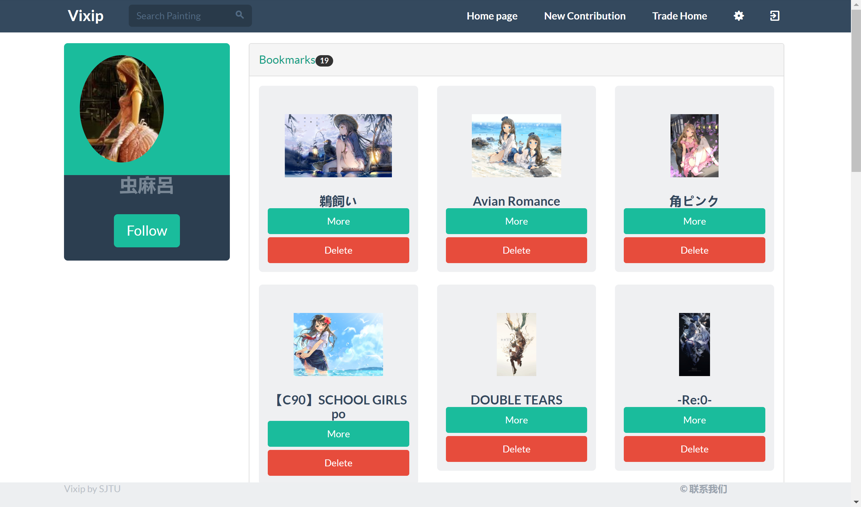 Vixip
Search Painting
Home page
New Contribution
Trade Home
虫麻呂
Follow
Bookmarks 19
鵜飼い
More
Delete
Avian Romance
More
Delete
角ピンク
More
Delete
【C90】SCHOOL GIRLS
po
More
Delete
DOUBLE TEARS
More
Delete
-Re:0-
More
Delete
Vixip by SJTU
© 联系我们